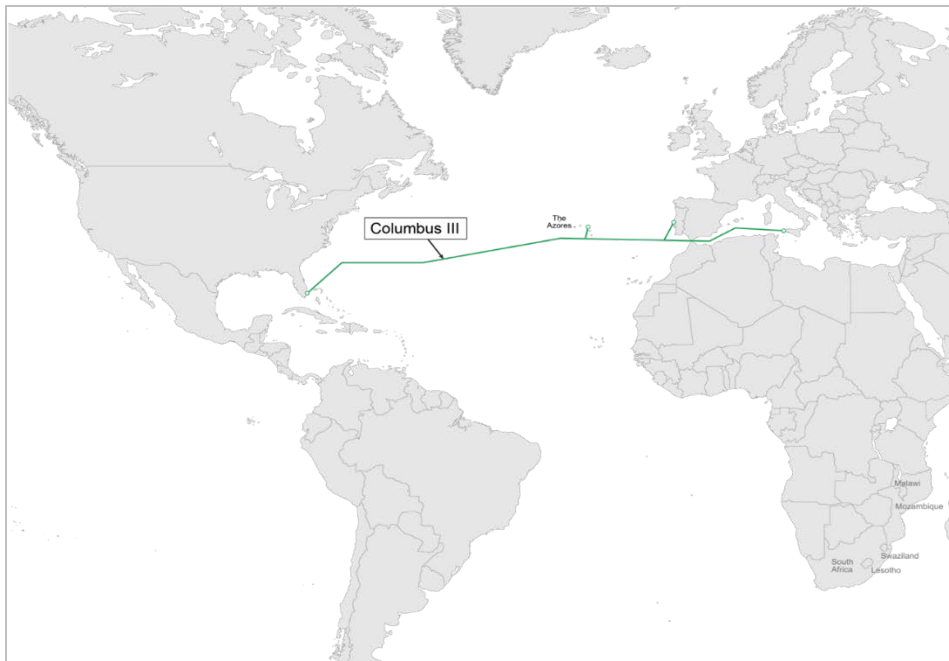 The
Azores
Columbus III
Malawi
Mozambique
Swaziland
South
Africa
Lesotho